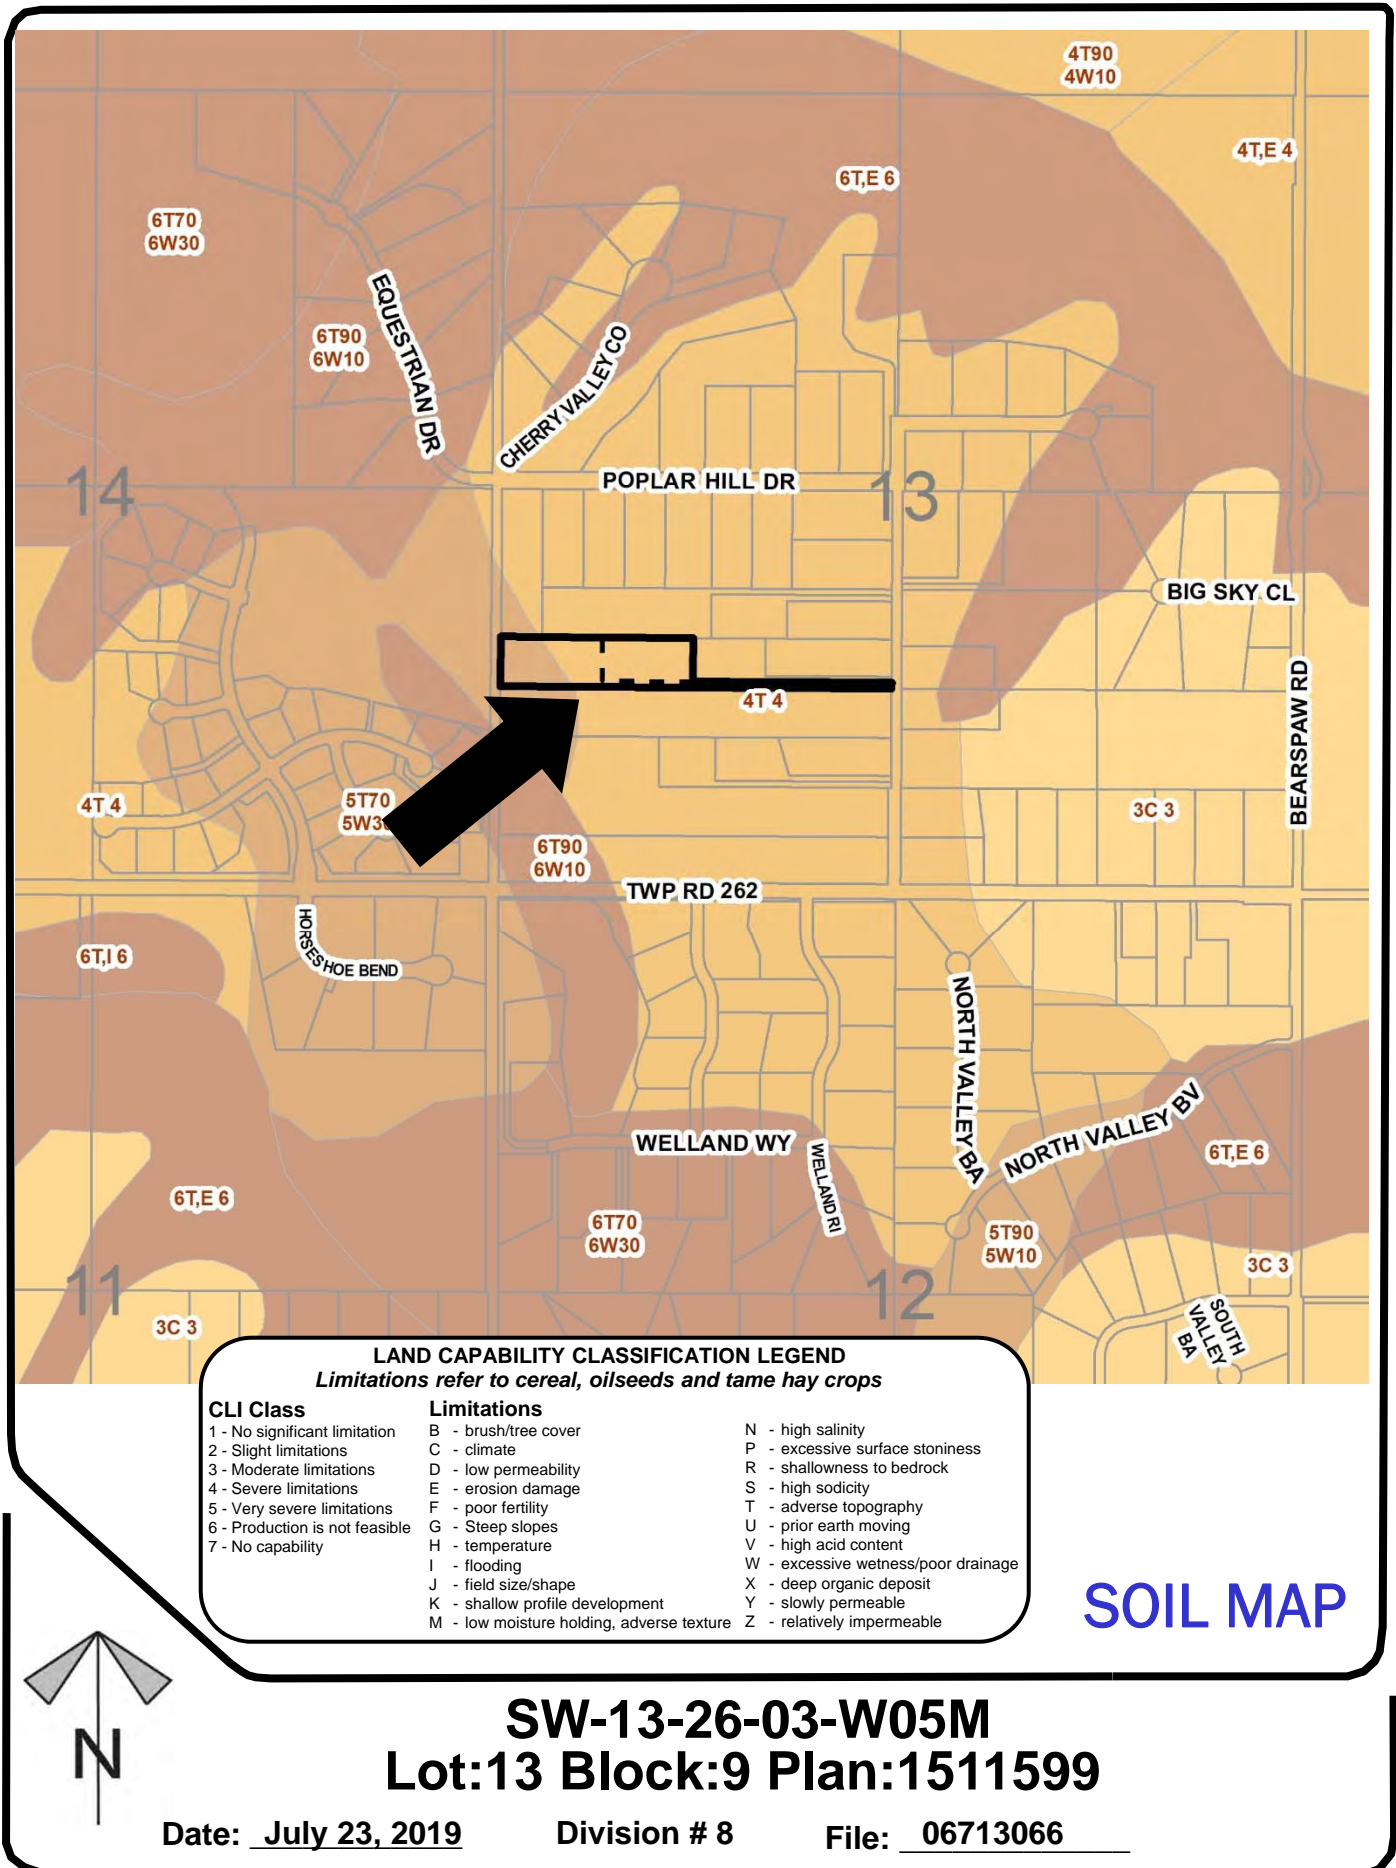 4T90
4W10
4T,E 4
6T,E 6
6T70
6W30
EQUESTRIAN DR
6T90
6W10
CHERRY VALLEY CO
14
POPLAR HILL DR
13
BIG SKY CL
BEARSPAW RD
4T 4
4T 4
5T70
5W3
3C 3
6T90
6W10
TWP RD 262
HORSESHOE BEND
6T,I 6
NORTH VALLEY BA
NORTH VALLEY BV
WELLAND WY
WELLAND RI
6T,E 6
6T,E 6
6T70
6W30
5T90
5W10
3C 3
11
12
3C 3
SOUTH
VALLEY
BA
LAND CAPABILITY CLASSIFICATION LEGEND
Limitations refer to cereal, oilseeds and tame hay crops
CLI Class
1 - No significant limitation
2 - Slight limitations
3 - Moderate limitations
4 - Severe limitations
5 - Very severe limitations
6 - Production is not feasible
7 - No capability
Limitations
B - brush/tree cover
C - climate
D - low permeability
E - erosion damage
F - poor fertility
G - Steep slopes
H - temperature
I - flooding
J - field size/shape
K - shallow profile development
M - low moisture holding, adverse texture
N - high salinity
P - excessive surface stoniness
R - shallowness to bedrock
S - high sodicity
T - adverse topography
U - prior earth moving
V - high acid content
W - excessive wetness/poor drainage
X - deep organic deposit
Y - slowly permeable
Z - relatively impermeable
SOIL MAP
N
SW-13-26-03-W05M
Lot:13 Block:9 Plan:1511599
Date: July 23, 2019 Division # 8 File: 06713066